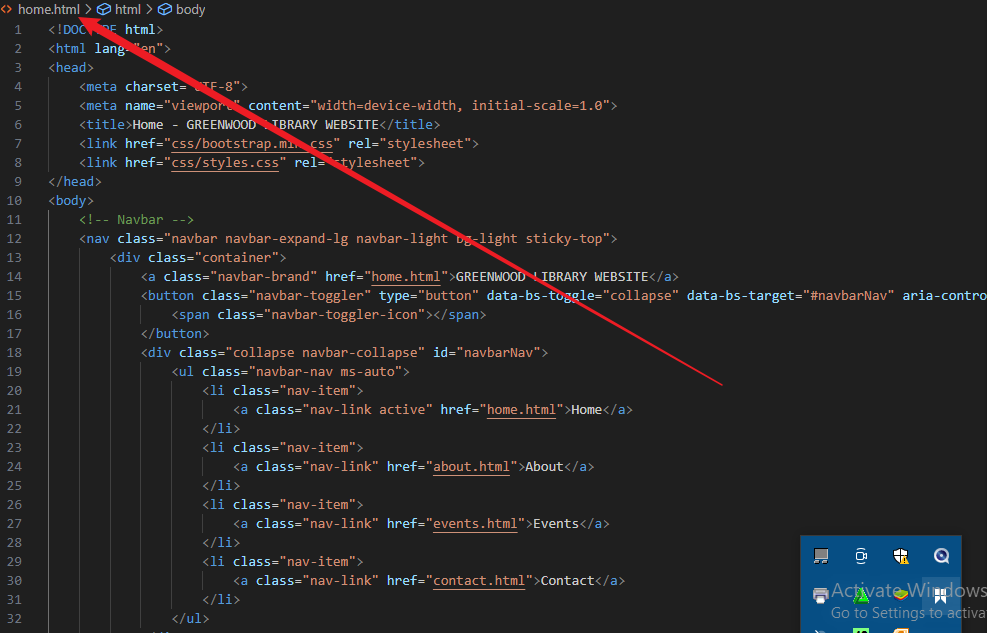 home.html > html > body
1 <!DOCTYPE html>
2 <html lang="en">
3 <head>
4 <meta charset="UTF-8">
5 <meta name="viewport" content="width=device-width, initial-scale=1.0">
6 <title>Home - GREENWOOD LIBRARY WEBSITE</title>
7 <link href="css/bootstrap.min.css" rel="stylesheet">
8 <link href="css/styles.css" rel="stylesheet">
9 </head>
10 <body>
11 <!-- Navbar -->
12 <nav class="navbar navbar-expand-lg navbar-light bg-light sticky-top">
13 <div class="container">
14 <a class="navbar-brand" href="home.html">GREENWOOD LIBRARY WEBSITE</a>
15 <button class="navbar-toggler" type="button" data-bs-toggle="collapse" data-bs-target="#navbarNav" aria-contro
16 <span class="navbar-toggler-icon"></span>
17 </button>
18 <div class="collapse navbar-collapse" id="navbarNav">
19 <ul class="navbar-nav ms-auto">
20 <li class="nav-item">
21 <a class="nav-link active" href="home.html">Home</a>
22 </li>
23 <li class="nav-item">
24 <a class="nav-link" href="about.html">About</a>
25 </li>
26 <li class="nav-item">
27 <a class="nav-link" href="events.html">Events</a>
28 </li>
29 <li class="nav-item">
30 <a class="nav-link" href="contact.html">Contact</a>
31 </li>
32 </ul>
Activate Windows
Go to Settings to activa